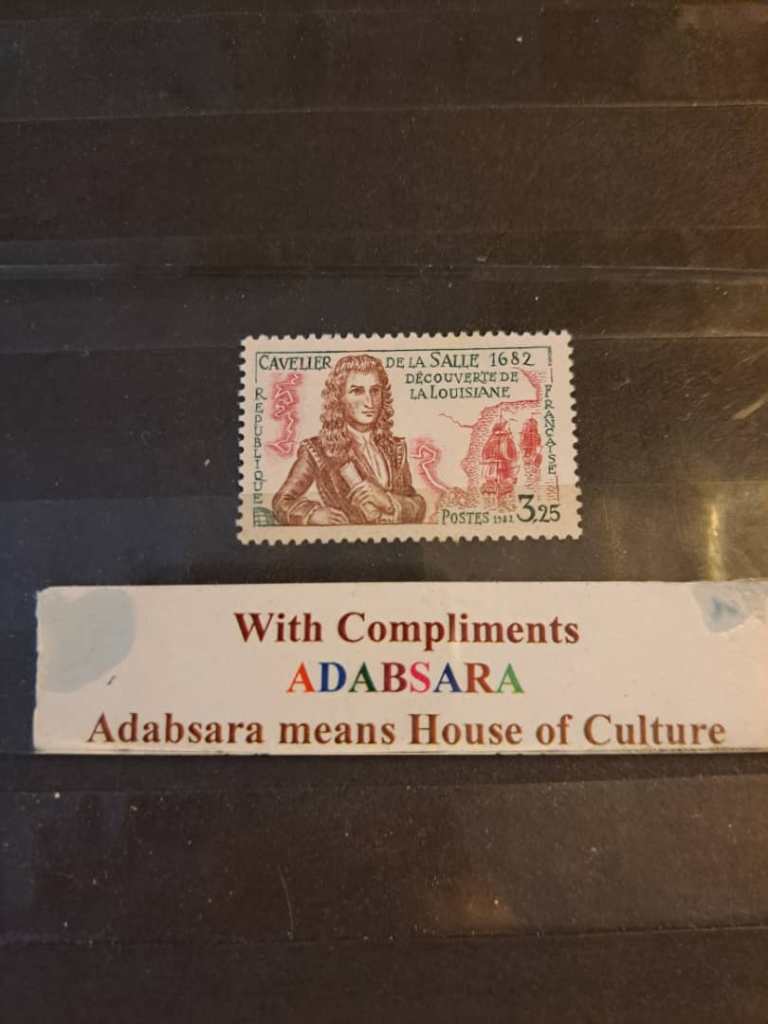 CAVELIER DE LA SALLE 1682
DÉCOUVERTE DE
LA LOUISIANE
REPUBLIQUE
FRANÇAISE
POSTES 1982 3,25
With Compliments
ADABSARA
Adabsara means House of Culture